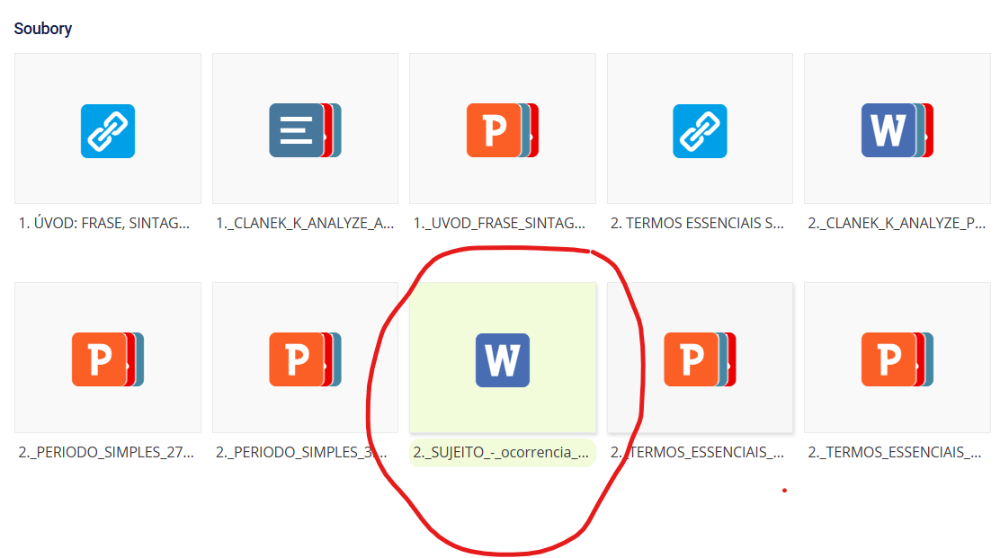 Soubory
1. ÚVOD: FRASE, SINTAG...
1._CLANEK_K_ANALYZE_A...
1._UVOD_FRASE_SINTAG...
2. TERMOS ESSENCIAIS S...
2._CLANEK_K_ANALYZE_P...
2._PERIODO_SIMPLES_27...
2._PERIODO_SIMPLES_3...
2._SUJEITO_-_ocorrencia_...
2._TERMOS_ESSENCIAIS_...
2._TERMOS_ESSENCIAIS_...